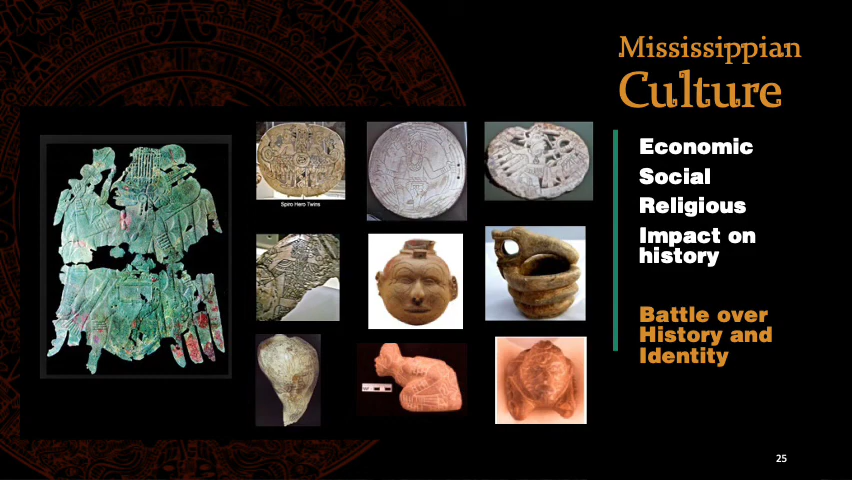 Mississippian
Culture
Economic
Social
Religious
Impact on
history
Battle over
History and
Identity
Spiro Hero Twins
25